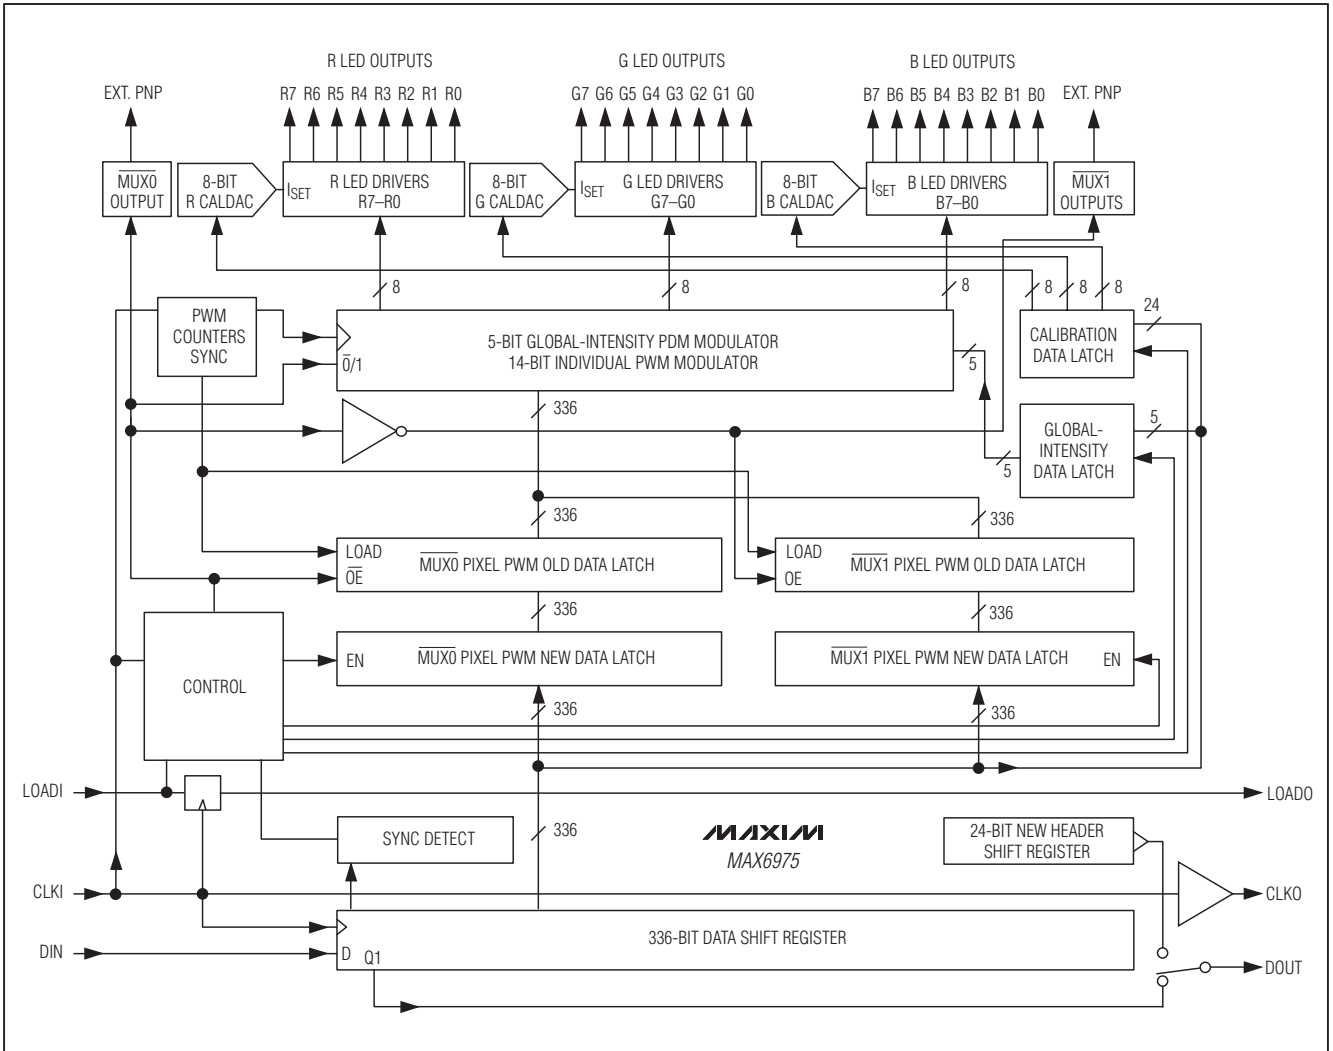 R LED OUTPUTS
G LED OUTPUTS
B LED OUTPUTS
EXT. PNP
R7 R6 R5 R4 R3 R2 R1 R0
G7 G6 G5 G4 G3 G2 G1 G0
B7 B6 B5 B4 B3 B2 B1 B0
EXT. PNP
M̅U̅X̅0̅
OUTPUT
8-BIT
R CALDAC
ISET
R LED DRIVERS
R7–R0
8-BIT
G CALDAC
ISET
G LED DRIVERS
G7–G0
8-BIT
B CALDAC
ISET
B LED DRIVERS
B7–B0
M̅U̅X̅1̅
OUTPUTS
8
8
8
8
8
8
24
PWM
COUNTERS
SYNC
0̅/1
5-BIT GLOBAL-INTENSITY PDM MODULATOR
14-BIT INDIVIDUAL PWM MODULATOR
5
CALIBRATION
DATA LATCH
336
5
GLOBAL-
INTENSITY
DATA LATCH
5
336
336
LOAD
O̅E̅
M̅U̅X̅0̅ PIXEL PWM OLD DATA LATCH
LOAD
OE
M̅U̅X̅1̅ PIXEL PWM OLD DATA LATCH
336
336
CONTROL
EN
M̅U̅X̅0̅ PIXEL PWM NEW DATA LATCH
M̅U̅X̅1̅ PIXEL PWM NEW DATA LATCH
EN
336
336
LOADI
LOADO
SYNC DETECT
336
MAXIM
MAX6975
24-BIT NEW HEADER
SHIFT REGISTER
CLKI
CLKO
DIN
D
Q1
336-BIT DATA SHIFT REGISTER
DOUT